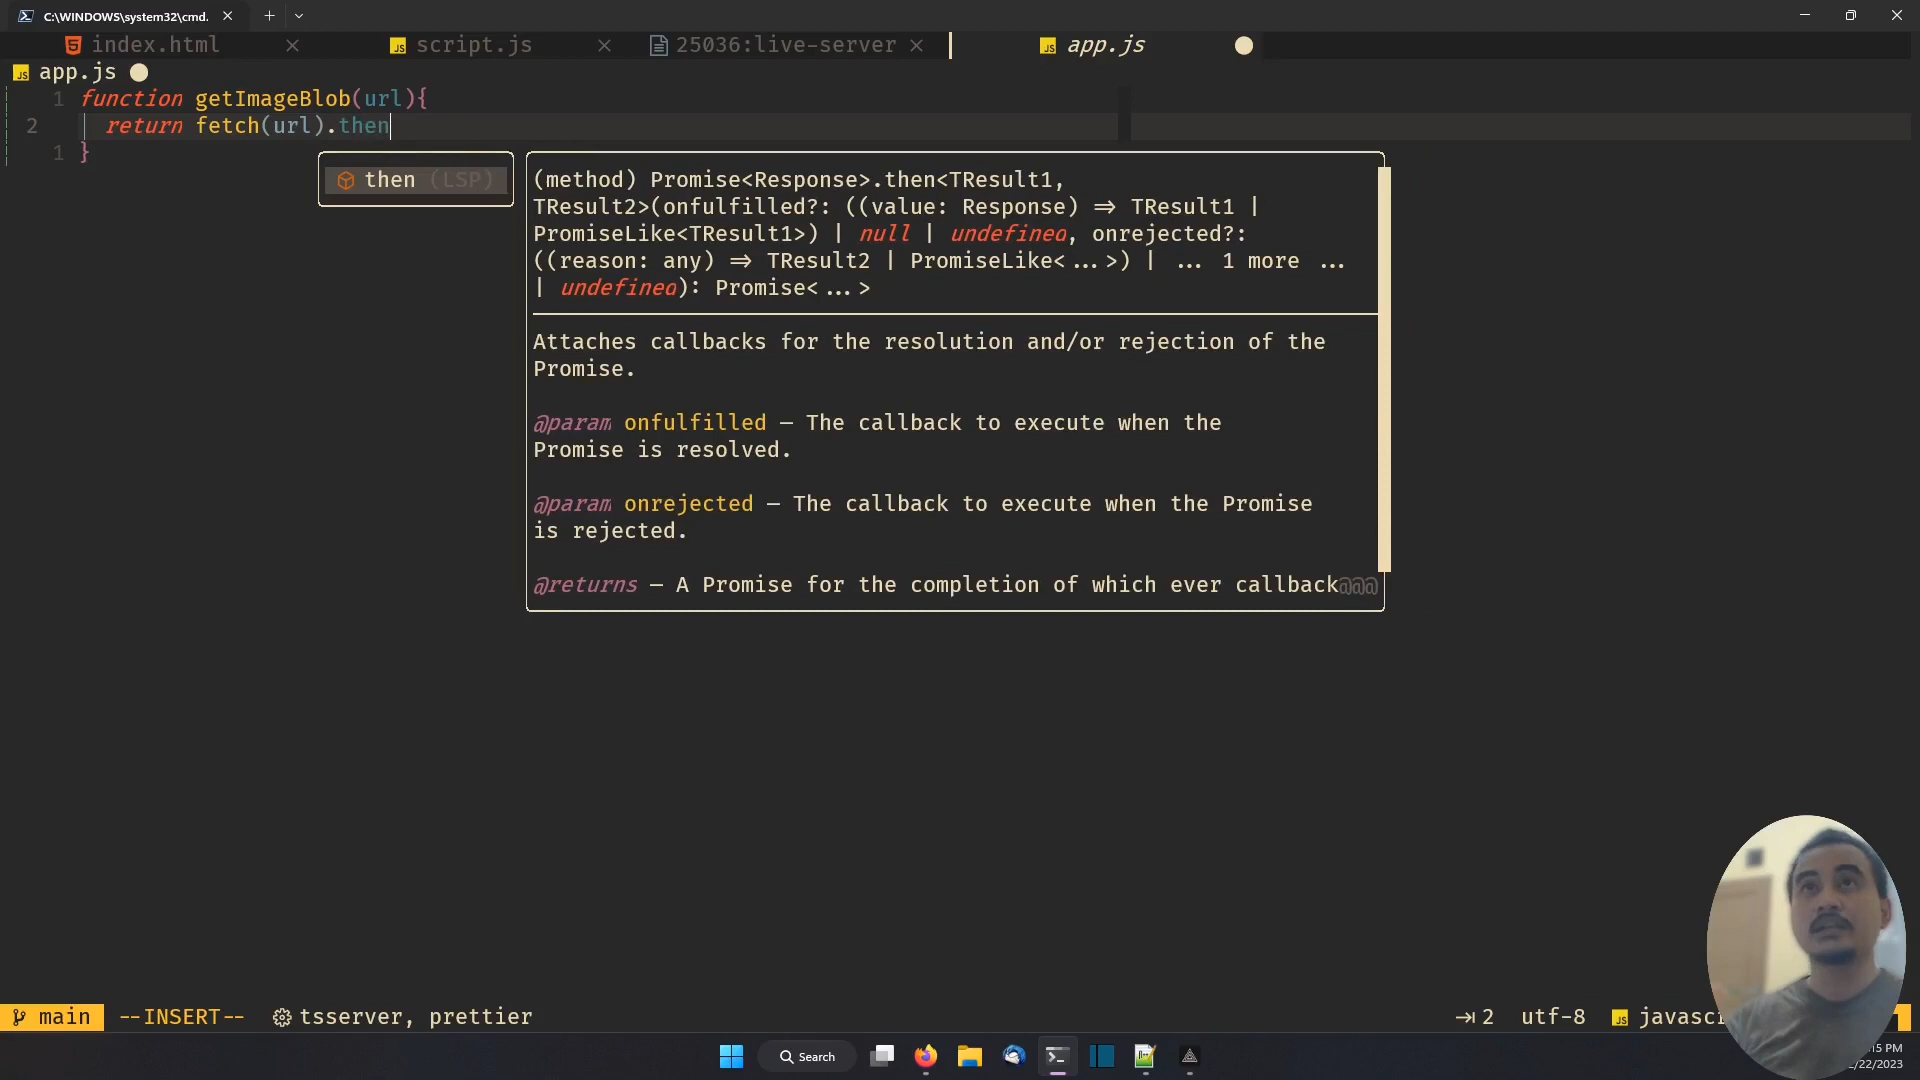 C:\WINDOWS\system32\cmd.
index.html
script.js
25036:live-server
app.js
app.js
1 function getImageBlob(url){
2 return fetch(url).then
1 }
then (LSP)
(method) Promise<Response>.then<TResult1,
TResult2>(onfulfilled?: ((value: Response) => TResult1 |
PromiseLike<TResult1>) | null | undefined, onrejected?:
((reason: any) => TResult2 | PromiseLike<...>) | ... 1 more ...
| undefined): Promise<...>
Attaches callbacks for the resolution and/or rejection of the
Promise.
@param onfulfilled — The callback to execute when the
Promise is resolved.
@param onrejected — The callback to execute when the Promise
is rejected.
@returns — A Promise for the completion of which ever callback@@@
main --INSERT-- tsserver, prettier
2 utf-8
Search